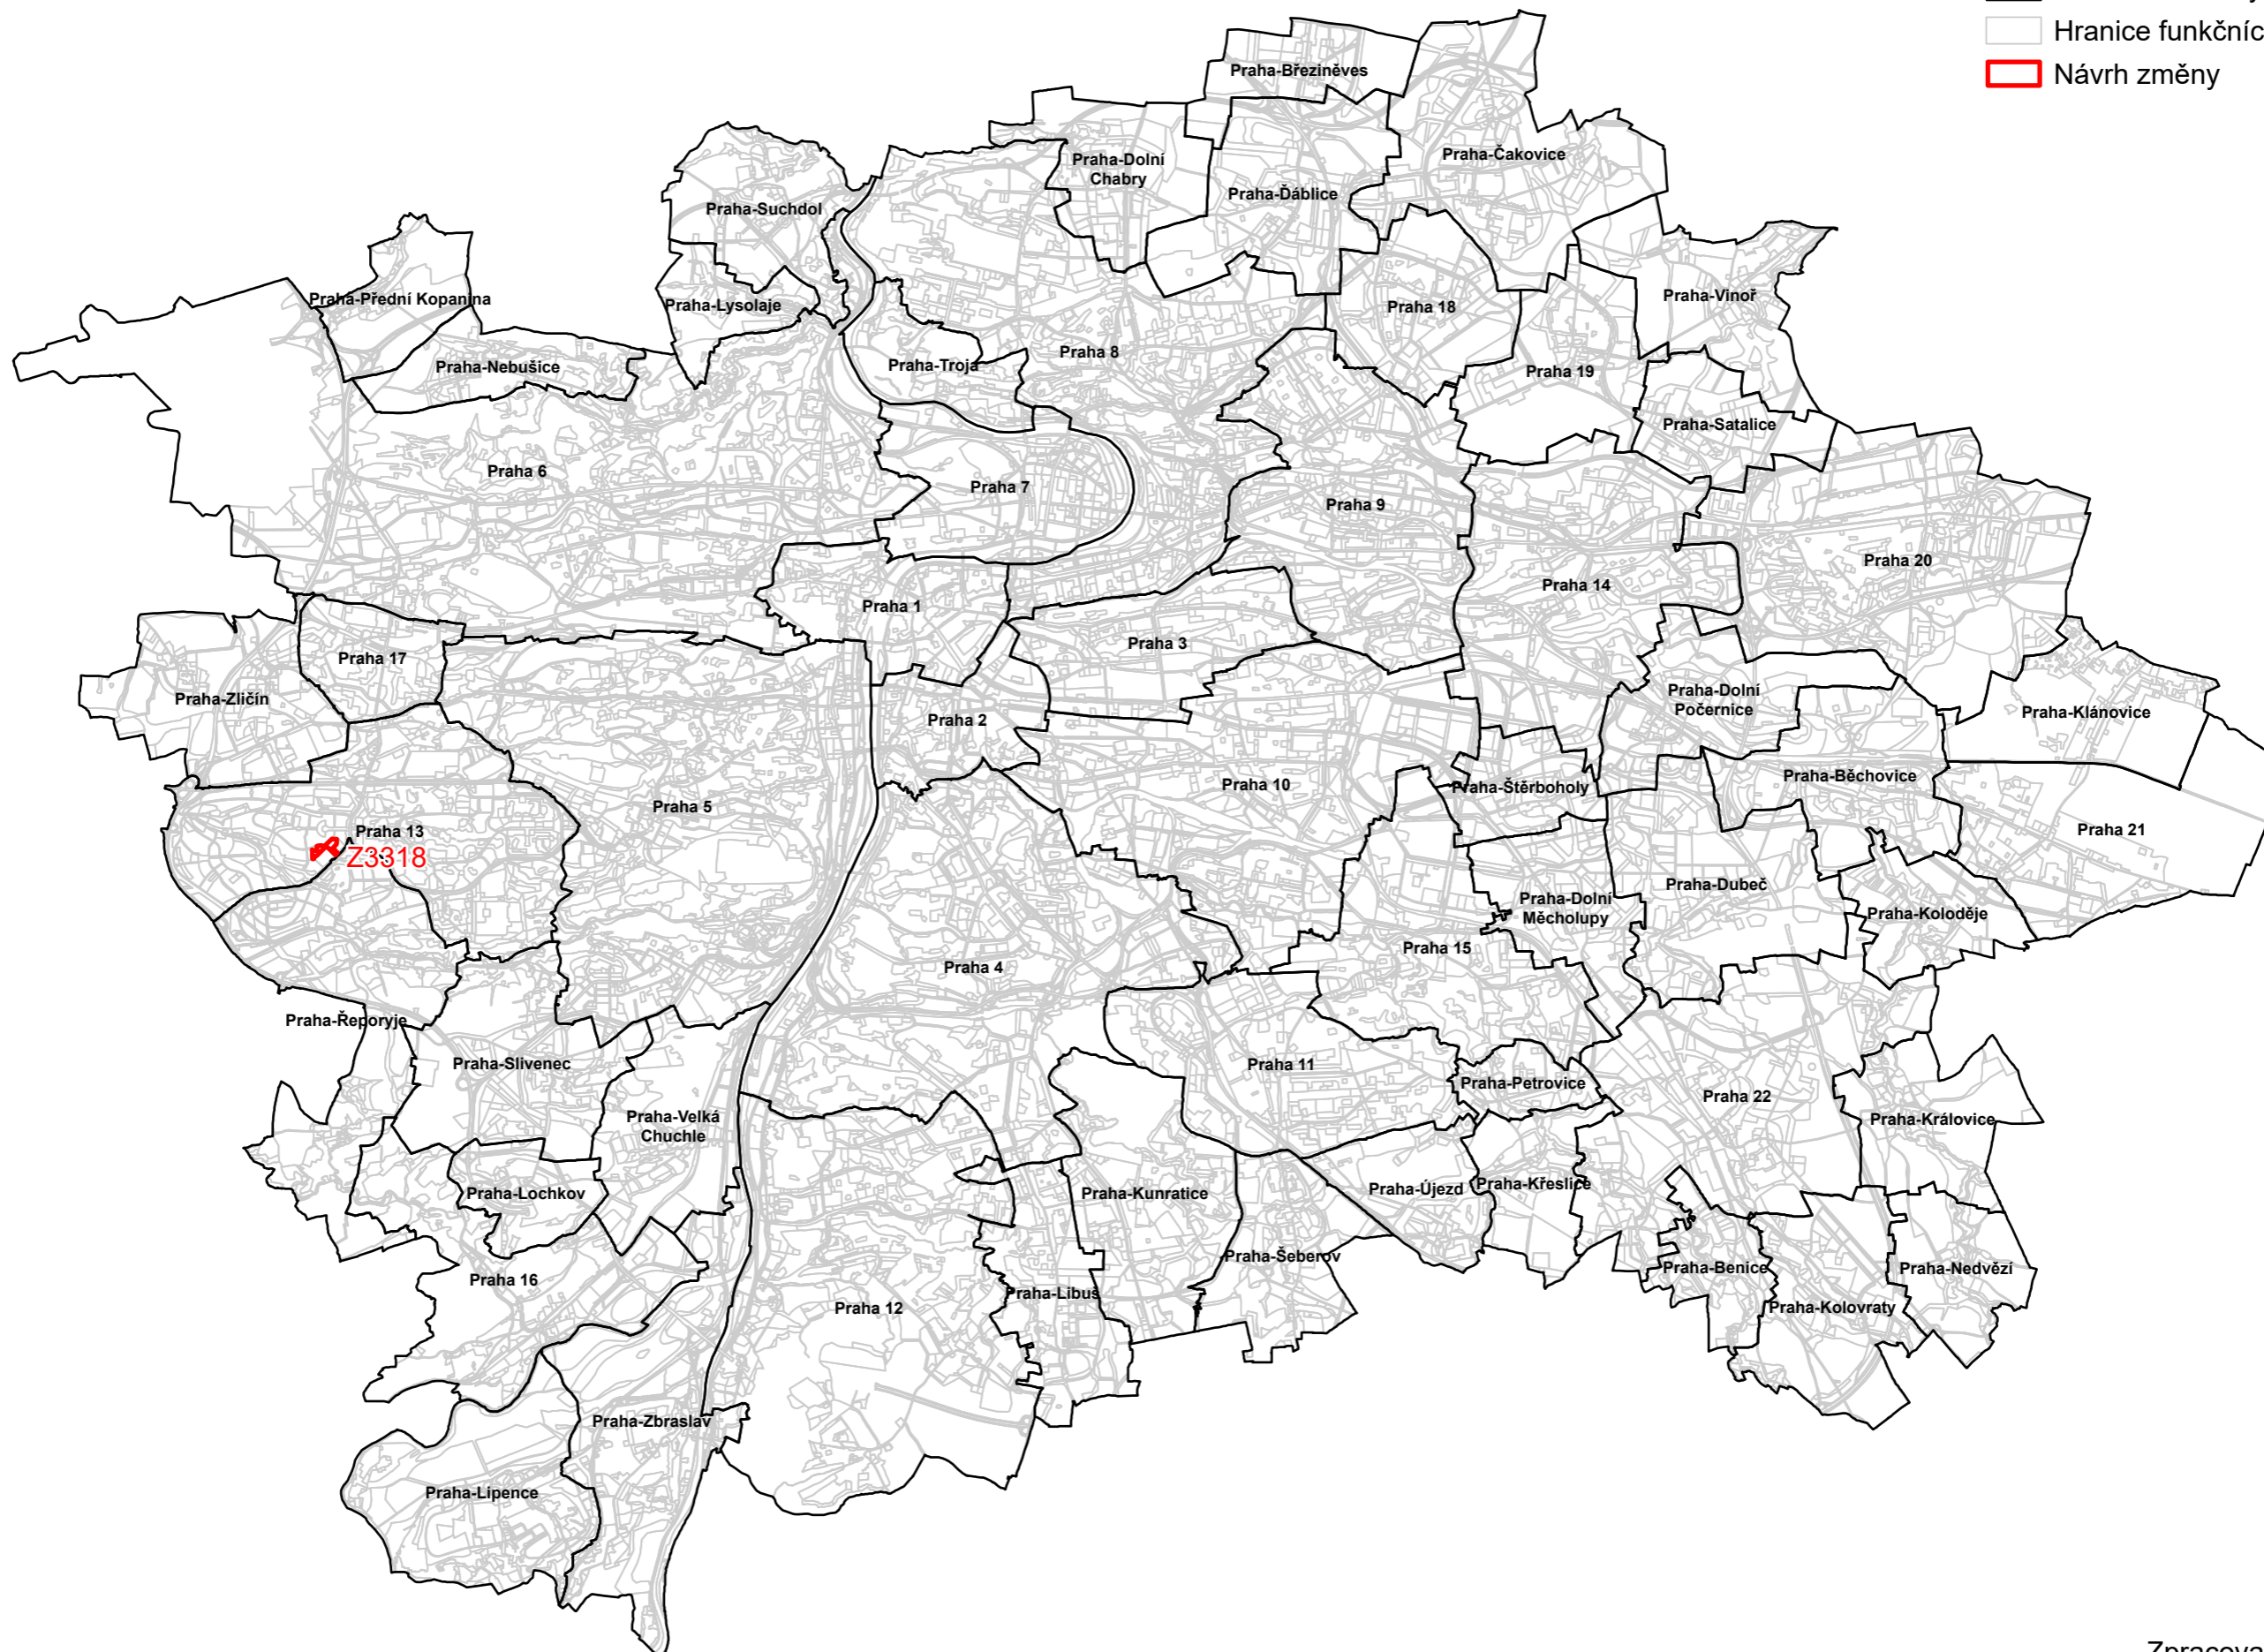 Hranice funkčníc
Návrh změny
Praha-Březiněves
Praha-Dolní
Chabry
Praha-Čakovice
Praha-Ďáblice
Praha-Suchdol
Praha-Přední Kopanina
Praha-Lysolaje
Praha 18
Praha-Vinoř
Praha-Nebušice
Praha-Troja
Praha 8
Praha 19
Praha-Satalice
Praha 6
Praha 7
Praha 9
Praha 20
Praha 14
Praha 1
Praha 3
Praha 17
Praha-Zličín
Praha 2
Praha-Dolní
Počernice
Praha-Klánovice
Praha 5
Praha 10
Praha-Štěrboholy
Praha-Běchovice
Praha 13
Z3318
Praha 21
Praha-Dubeč
Praha-Dolní
Měcholupy
Praha-Koloděje
Praha 15
Praha 4
Praha-Řeporyje
Praha-Slivenec
Praha 11
Praha-Petrovice
Praha 22
Praha-Velká
Chuchle
Praha-Královice
Praha-Lochkov
Praha-Kunratice
Praha-Újezd
Praha-Křeslice
Praha-Šeberov
Praha 16
Praha-Benice
Praha-Nedvězí
Praha-Libuš
Praha 12
Praha-Kolovraty
Praha-Zbraslav
Praha-Lipence
Zpracova